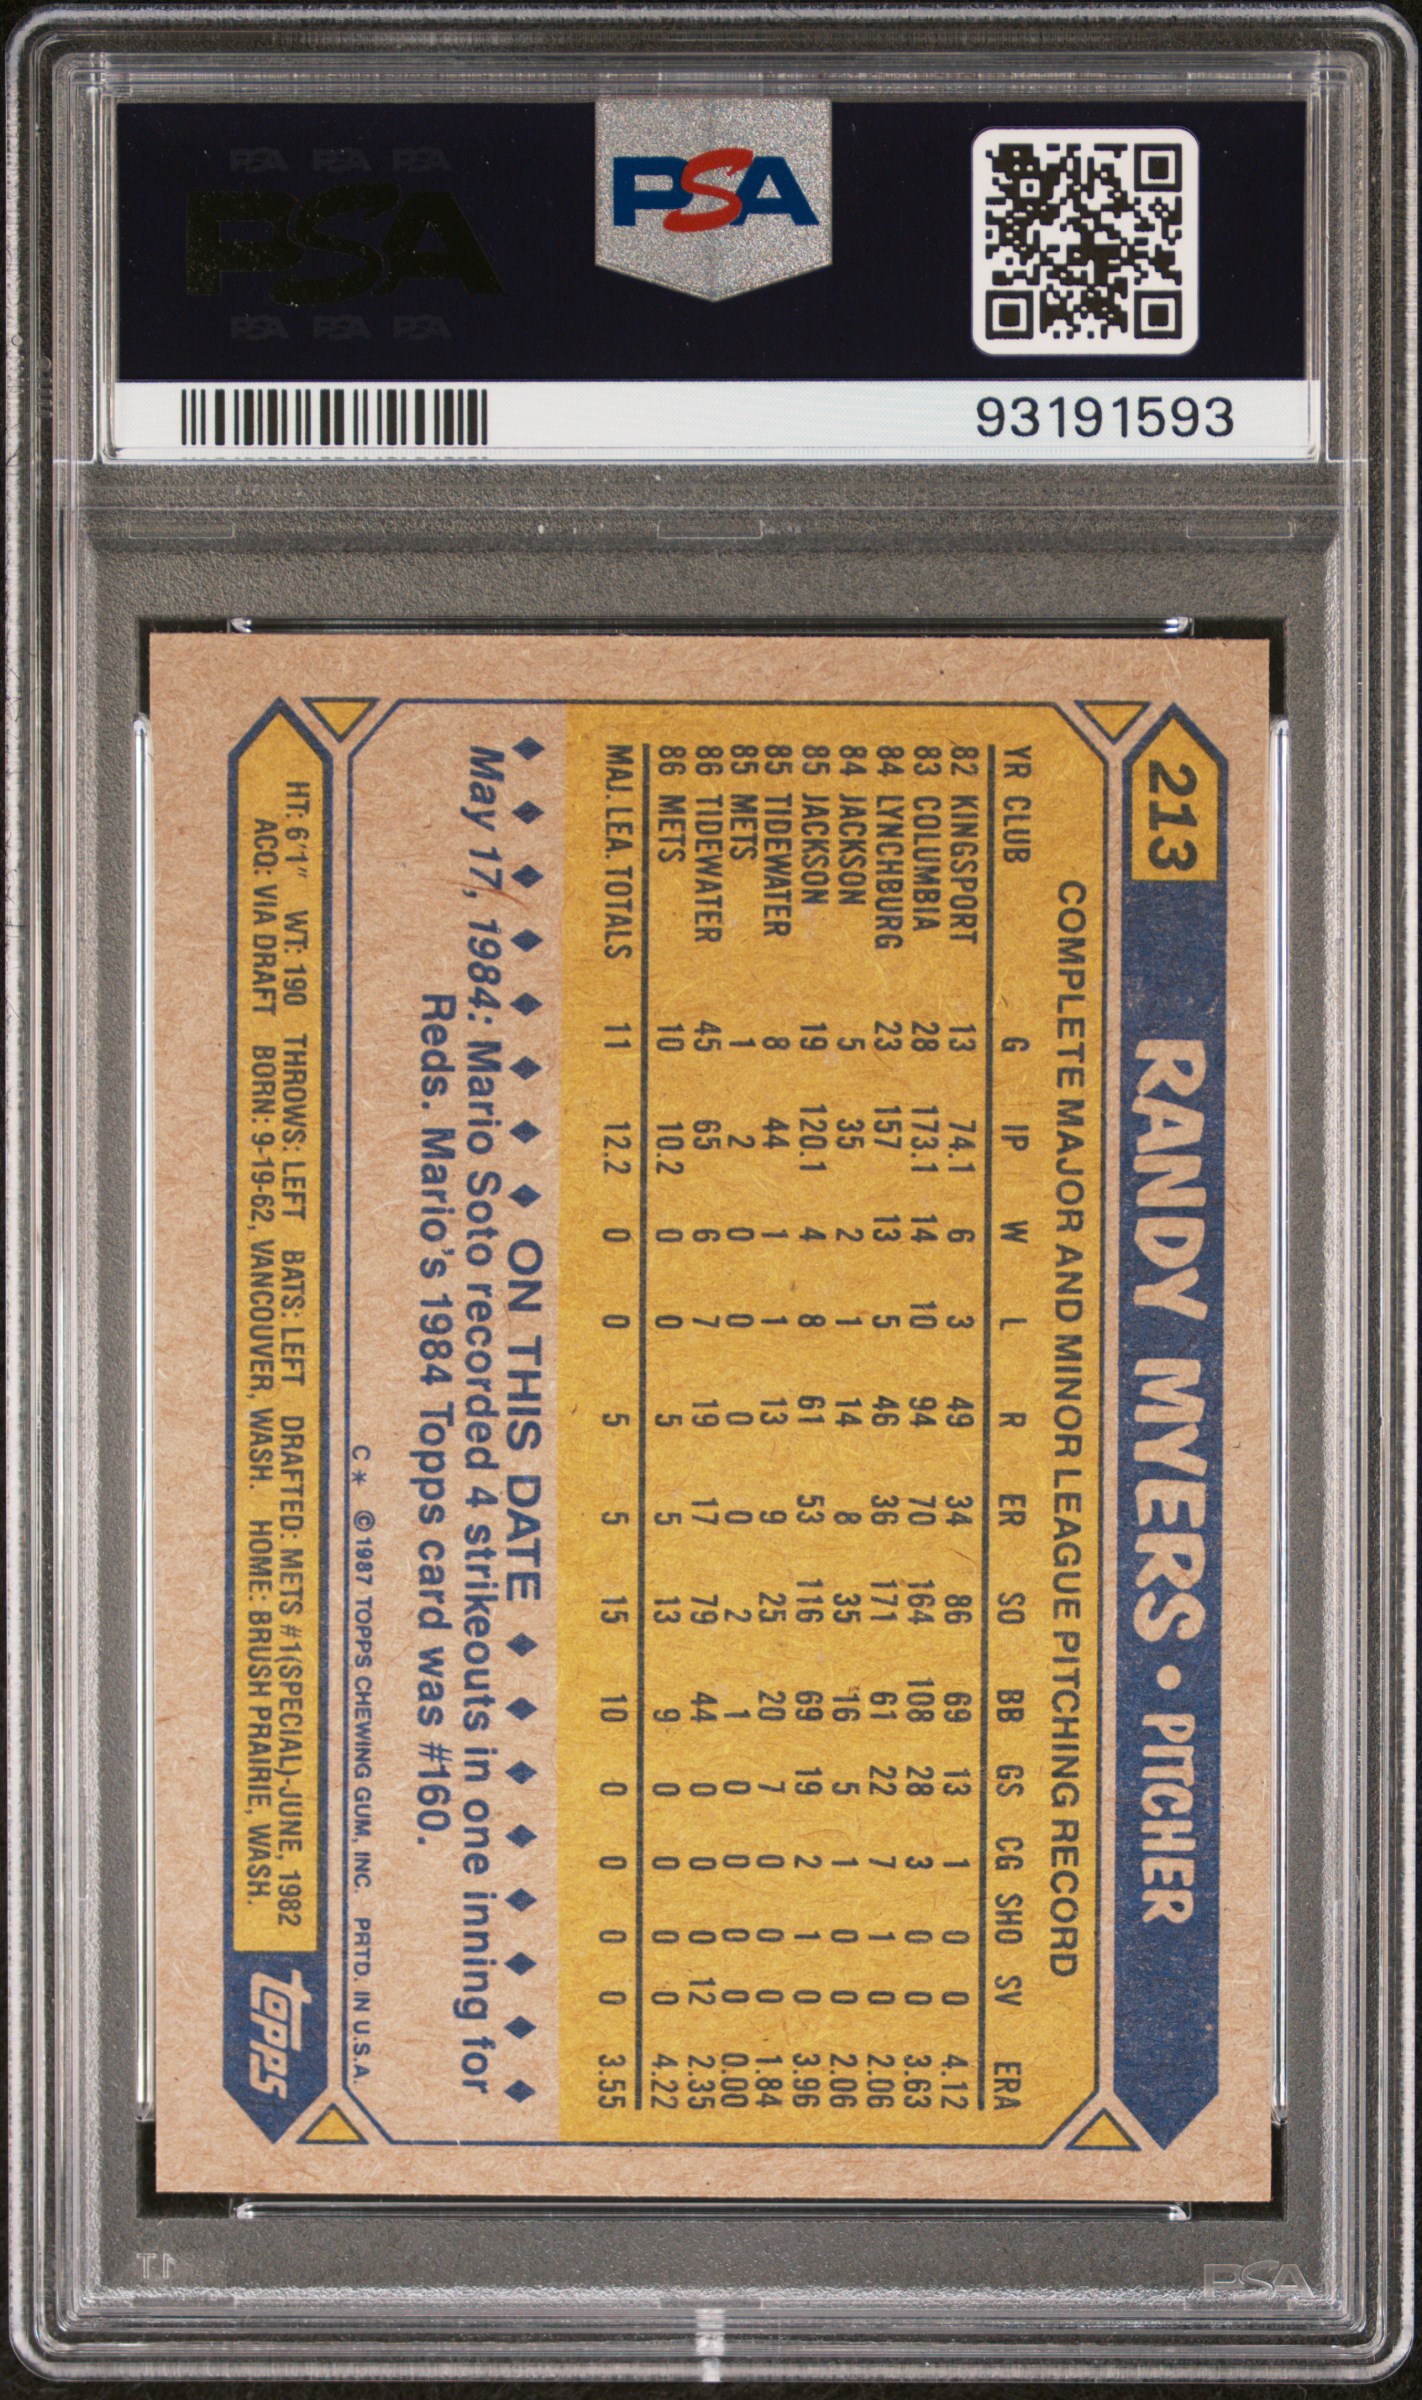 PSA PSA PSA
PSA
PSA PSA PSA
PSA
93191593
213 RANDY MYERS • PITCHER
COMPLETE MAJOR AND MINOR LEAGUE PITCHING RECORD
YR CLUB G IP W L R ER SO BB GS CG SHO SV ERA
82 KINGSPORT 13 74.1 6 3 49 34 86 69 13 1 0 0 4.12
83 COLUMBIA 28 173.1 14 10 94 70 164 108 28 3 0 0 3.63
84 LYNCHBURG 23 157 13 5 46 36 171 61 22 7 1 0 2.06
84 JACKSON 5 35 2 1 14 8 35 16 5 1 0 0 2.06
85 JACKSON 19 120.1 4 8 61 53 116 69 19 2 1 0 3.96
85 TIDEWATER 8 44 1 1 13 9 25 20 7 0 0 0 1.84
85 METS 1 2 0 0 0 0 2 1 0 0 0 0 0.00
86 TIDEWATER 45 65 6 7 19 17 79 44 0 0 0 12 2.35
86 METS 10 10.2 0 0 5 5 13 9 0 0 0 0 4.22
MAJ. LEA. TOTALS 11 12.2 0 0 5 5 15 10 0 0 0 0 3.55
ON THIS DATE
May 17, 1984: Mario Soto recorded 4 strikeouts in one inning for
Reds. Mario's 1984 Topps card was #160.
C* © 1987 TOPPS CHEWING GUM, INC. PRTD. IN U.S.A.
HT: 6'1" WT: 190 THROWS: LEFT BATS: LEFT DRAFTED: METS #1(SPECIAL)-JUNE, 1982
ACQ: VIA DRAFT BORN: 9-19-62, VANCOUVER, WASH. HOME: BRUSH PRAIRIE, WASH.
topps
PSA